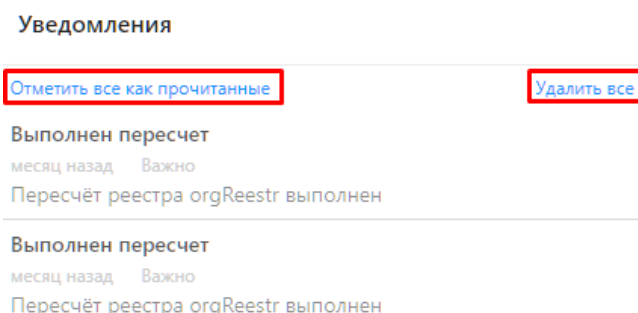 Уведомления
Отметить все как прочитанные Удалить все
Выполнен пересчет
месяц назад Важно
Пересчёт реестра orgReestr выполнен
Выполнен пересчет
месяц назад Важно
Пересчёт реестра orgReestr выполнен